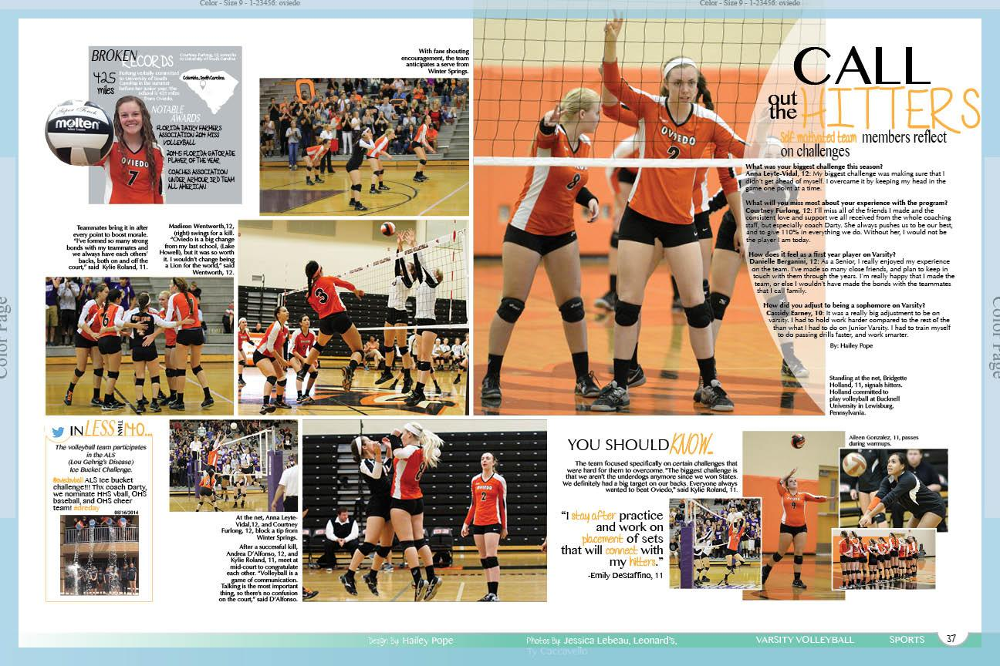 Color - Size 9 - 1-23456: oviedo
Color - Size 9 - 1-23456: oviedo
Color Page
Color Page
BROKEN
RECORDS
Courtney Furlong, 12, commits
to University of South Carolina
425
miles
Furlong verbally committed
to University of South
Carolina in the summer
before her junior year. The
school is 425 miles
from Oviedo.
Columbia, South Carolina
NOTABLE
AWARDS
FLORIDA DAIRY FARMERS
ASSOCIATION 2014 MISS
VOLLEYBALL
2014-15 FLORIDA GATORADE
PLAYER OF THE YEAR
COACHES ASSOCIATION
UNDER ARMOUR 3RD TEAM
ALL AMERICAN
Super Touch
molten
OVIEDO
7
With fans shouting
encouragement, the team
anticipates a serve from
Winter Springs.
Teammates bring it in after
every point to boost morale.
"I've formed so many strong
bonds with my teammates and
we always have each others'
backs, both on and off the
court," said Kylie Roland, 11.
Madison Wentworth,12,
(right) swings for a kill.
"Oviedo is a big change
from my last school, (Lake
Howell), but it was so worth
it. I wouldn't change being
a Lion for the world," said
Wentworth, 12.
6
3
OVIEDO
8
OVIEDO
2
CALL
out
the
HITTERS
Self motivated team members reflect
on challenges
What was your biggest challenge this season?
Anna Leyte-Vidal, 12: My biggest challenge was making sure that I
didn't get ahead of myself. I overcame it by keeping my head in the
game one point at a time.
What will you miss most about your experience with the program?
Courtney Furlong, 12: I'll miss all of the friends I made and the
consistent love and support we all received from the whole coaching
staff, but especially coach Darty. She always pushes us to be our best,
and to give 110% in everything we do. Without her, I would not be
the player I am today.
How does it feel as a first year player on Varsity?
Danielle Berganini, 12: As a Senior, I really enjoyed my experience
on the team. I've made so many close friends, and plan to keep in
touch with them through the years. I'm really happy that I made the
team, or else I wouldn't have made the bonds with the teammates
that I call family.
How did you adjust to being a sophomore on Varsity?
Cassidy Earney, 10: It was a really big adjustment to be on
varsity. I had to hold work harder compared to the rest of the
than what I had to do on Junior Varsity. I had to train myself
to do passing drills faster, and work smarter.
By: Hailey Pope
Standing at the net, Bridgette
Holland, 11, signals hitters.
Holland committed to
play volleyball at Bucknell
University in Lewisburg,
Pennsylvania.
IN LESS THAN 140...
The volleyball team participates
in the ALS
(Lou Gehrig's Disease)
Ice Bucket Challenge.
@oviedovball ALS ice bucket
challenge!!! Thx coach Darty,
we nominate HHS vball, OHS
baseball, and OHS cheer
team! #dreday
08/16/2014
At the net, Anna Leyte-
Vidal,12, and Courtney
Furlong, 12, block a tip from
Winter Springs.
After a successful kill,
Andrea D'Alfonso, 12, and
Kylie Roland, 11, meet at
mid-court to congratulate
each other. "Volleyball is a
game of communication.
Talking is the most important
thing, so there's no confusion
on the court," said D'Alfonso.
OVIEDO
2
YOU SHOULD KNOW...
The team focused specifically on certain challenges that
were hard for them to overcome. "The biggest challenge is
that we aren't the underdogs anymore since we won States.
We definitely had a big target on our backs. Everyone always
wanted to beat Oviedo," said Kylie Roland, 11.
"I stay after practice
and work on
placement of sets
that will connect with
my hitters."
-Emily DeStaffino, 11
9
Aileen Gonzalez, 11, passes
during warmups.
Design By: Hailey Pope
Photos By: Jessica Lebeau, Leonard's,
Ty Caccavello
VARSITY VOLLEYBALL
SPORTS
37